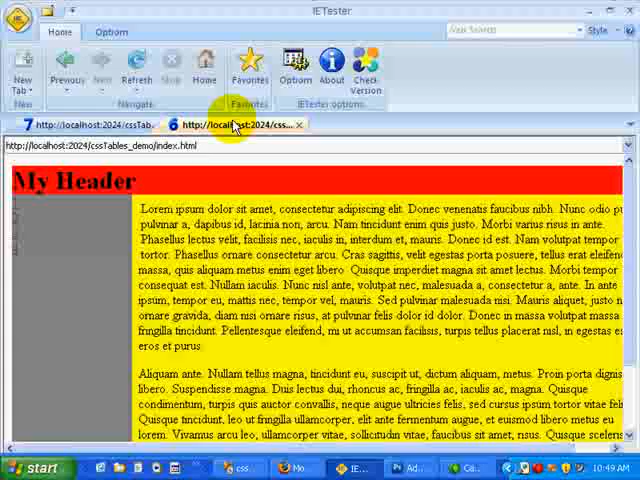 IETester
Home Option
Style
New Tab Previous Next Refresh Stop Home Favorites Option About Check Version
New Navigate Favorites IETester options
7 http://localhost:2024/cssTab.. 6 http://localhost:2024/css...
http://localhost:2024/cssTables_demo/index.html
My Header
Lorem ipsum dolor sit amet, consectetur adipiscing elit. Donec venenatis faucibus nibh. Nunc odio pu
pulvinar a, dapibus id, lacinia non, arcu. Nam tincidunt enim quis justo. Morbi varius risus in ante.
Phasellus lectus velit, facilisis nec, iaculis in, interdum et, mauris. Donec id est. Nam volutpat tempor
tortor. Phasellus ornare consectetur arcu. Cras sagittis, velit egestas porta posuere, tellus erat eleifend
massa, quis aliquam metus enim eget libero. Quisque imperdiet magna sit amet lectus. Morbi tempor
consequat est. Nullam iaculis. Nunc nisl ante, volutpat nec, malesuada a, consectetur a, ante. In ante
ipsum, tempor eu, mattis nec, tempor vel, mauris. Sed pulvinar malesuada nisi. Mauris aliquet, justo n
ornare gravida, diam nisi ornare risus, at pulvinar felis dolor id dolor. Donec in massa volutpat massa
fringilla tincidunt. Pellentesque eleifend, mi ut accumsan facilisis, turpis tellus placerat nisl, in egestas es
eros et purus.
Aliquam ante. Nullam tellus magna, tincidunt eu, suscipit ut, dictum aliquam, metus. Proin porta dignis
libero. Suspendisse magna. Duis lectus dui, rhoncus ac, fringilla ac, iaculis ac, magna. Quisque
condimentum, turpis quis auctor convallis, neque augue ultricies felis, sed cursus ipsum tortor vitae fel
Quisque tincidunt, leo ut fringilla ullamcorper, elit ante fermentum augue, et euismod libero metus eu
lorem. Vivamus arcu lorem, ullamcorper vitae, sollicitudin vitae, faucibus sit amet, risus. Quisque sceleris
start css... Mo... IE... Ad... Ca... 10:49 AM